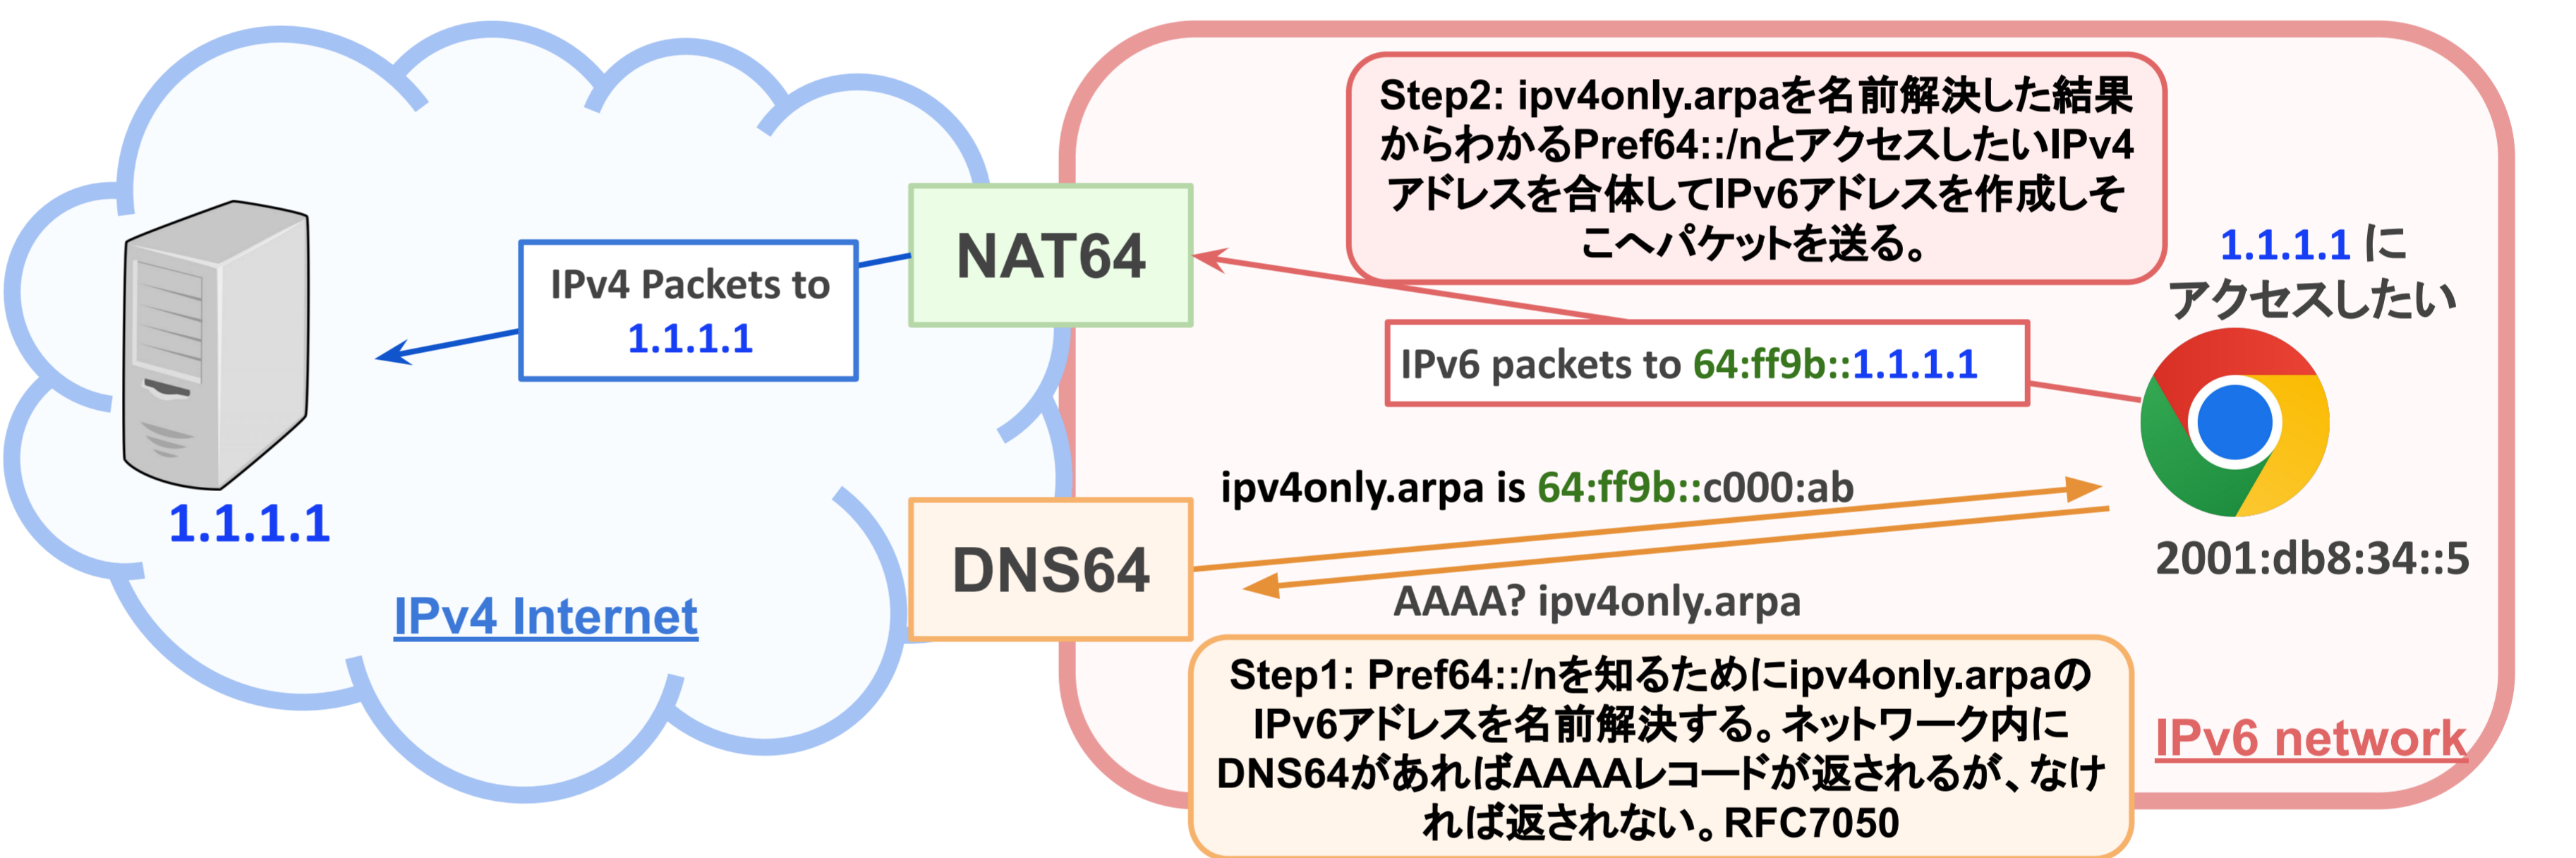 Step2: ipv4only.arpaを名前解決した結果
からわかるPref64::/nとアクセスしたいIPv4
アドレスを合体してIPv6アドレスを作成しそ
こへパケットを送る。
1.1.1.1 に
アクセスしたい
NAT64
IPv4 Packets to
1.1.1.1
IPv6 packets to 64:ff9b::1.1.1.1
ipv4only.arpa is 64:ff9b::c000:ab
1.1.1.1
DNS64
2001:db8:34::5
AAAA? ipv4only.arpa
IPv4 Internet
Step1: Pref64::/nを知るためにipv4only.arpaの
IPv6アドレスを名前解決する。ネットワーク内に
DNS64があればAAAAレコードが返されるが、なけ
れば返されない。RFC7050
IPv6 network